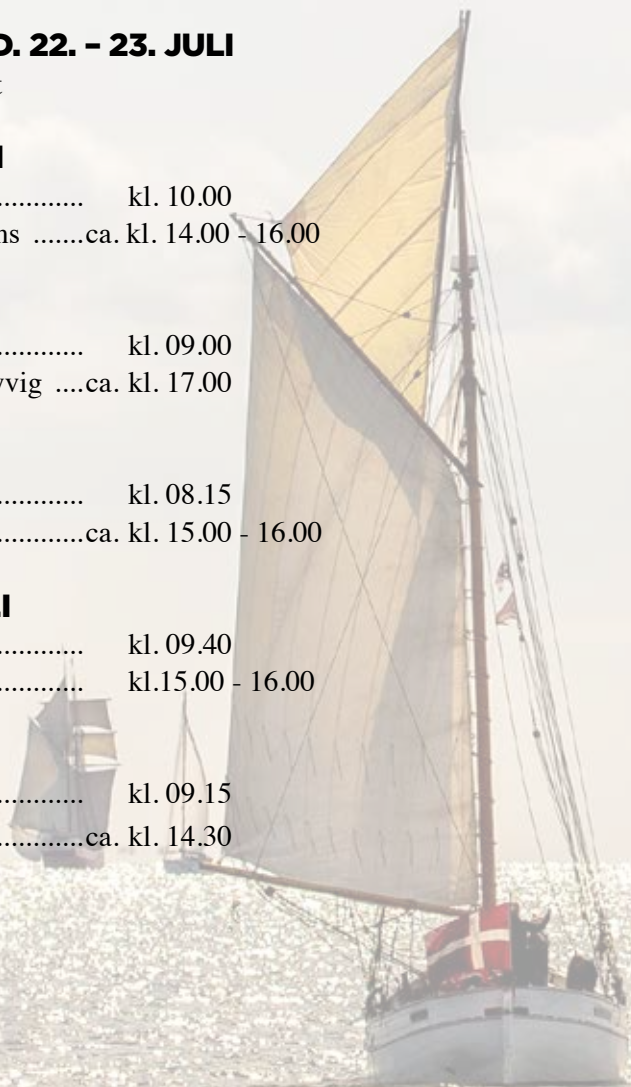 D. 22. – 23. JULI
t
I
............ kl. 10.00
ns .......ca. kl. 14.00 - 16.00
............ kl. 09.00
vig ....ca. kl. 17.00
............ kl. 08.15
............ca. kl. 15.00 - 16.00
LI
............ kl. 09.40
............ kl.15.00 - 16.00
............ kl. 09.15
............ca. kl. 14.30